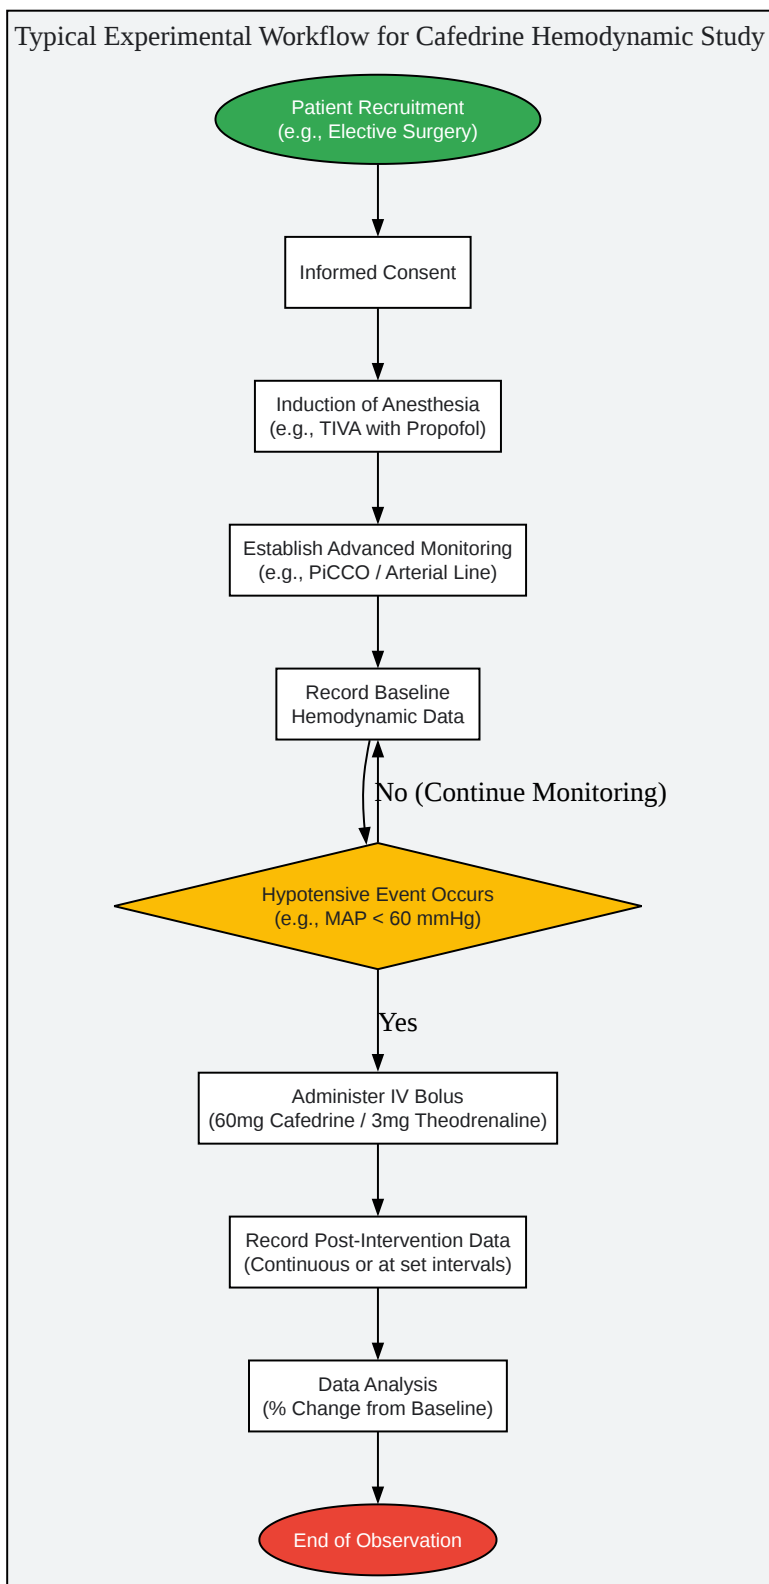 Typical Experimental Workflow for Cafedrine Hemodynamic Study
Patient Recruitment
(e.g., Elective Surgery)
Informed Consent
Induction of Anesthesia
(e.g., TIVA with Propofol)
Establish Advanced Monitoring
(e.g., PiCCO / Arterial Line)
Record Baseline
Hemodynamic Data
No (Continue Monitoring)
Hypotensive Event Occurs
(e.g., MAP < 60 mmHg)
Yes
Administer IV Bolus
(60mg Cafedrine / 3mg Theodrenaline)
Record Post-Intervention Data
(Continuous or at set intervals)
Data Analysis
(% Change from Baseline)
End of Observation